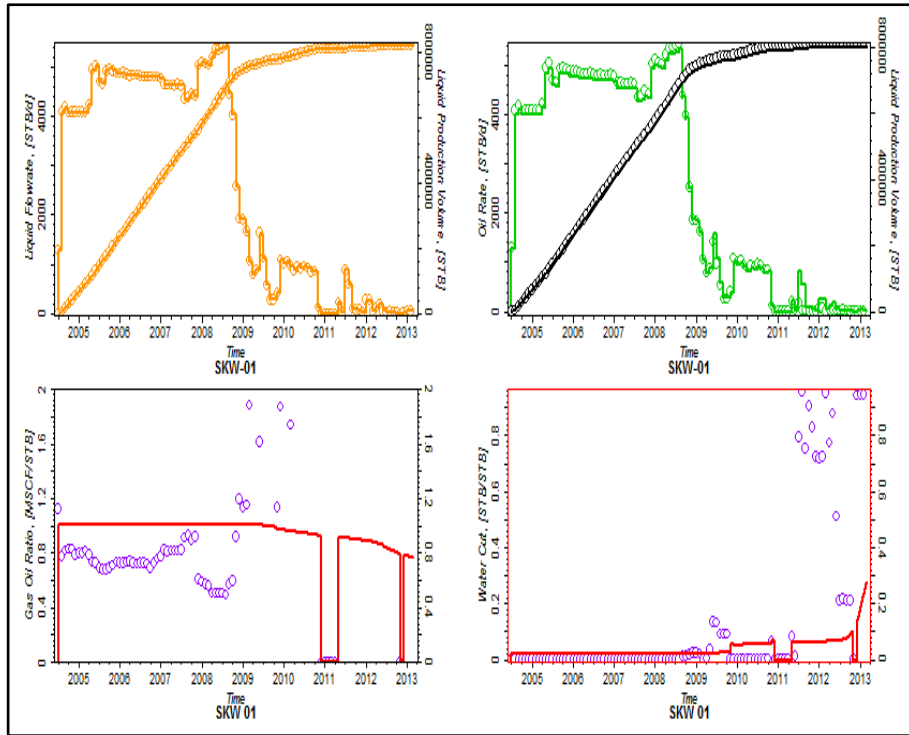 Liquid Flowrate , [STB/d]
4000
2000
0
8000000
4000000
0
Liquid Production Volume , [STB]
2005 2006 2007 2008 2009 2010 2011 2012 2013
Time
SKW-01
Oil Rate , [STB/d]
4000
2000
0
8000000
4000000
0
Liquid Production Volume , [STB]
2005 2006 2007 2008 2009 2010 2011 2012 2013
Time
SKW-01
Gas Oil Rate , [MSCF/STB]
2
1.6
1.2
0.8
0.4
0
2
1.6
1.2
0.8
0.4
0
2005 2006 2007 2008 2009 2010 2011 2012 2013
Time
SKW 01
Water Cut , [STB/STB]
0.8
0.6
0.4
0.2
0
0.8
0.6
0.4
0.2
0
2005 2006 2007 2008 2009 2010 2011 2012 2013
Time
SKW 01